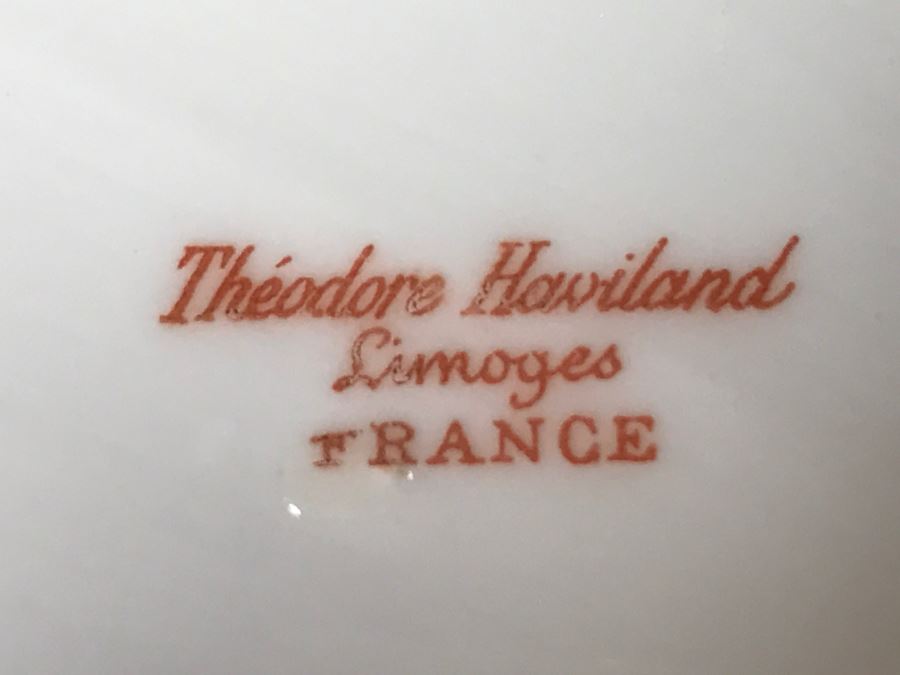 Théodore Haviland
Limoges
FRANCE